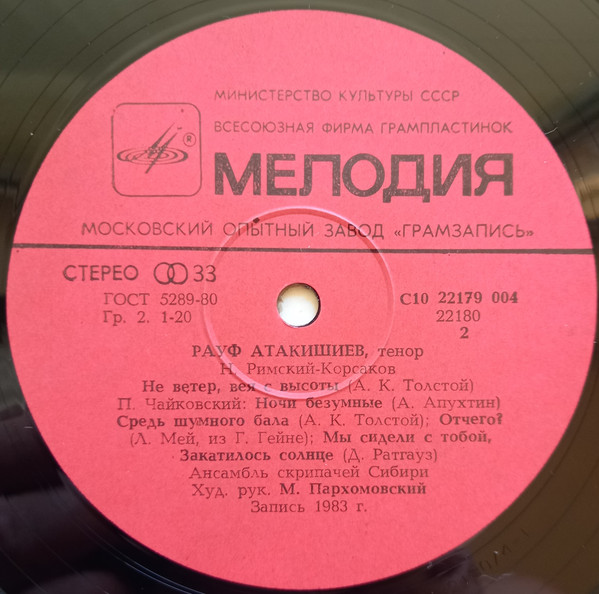 МИНИСТЕРСТВО КУЛЬТУРЫ СССР
ВСЕСОЮЗНАЯ ФИРМА ГРАМПЛАСТИНОК
®
МЕЛОДИЯ
МОСКОВСКИЙ ОПЫТНЫЙ ЗАВОД «ГРАМЗАПИСЬ»
СТЕРЕО 33
ГОСТ 5289-80 С10 22179 004
Гр. 2. 1-20 22180
2
РАУФ АТАКИШИЕВ, тенор
Н. Римский-Корсаков
Не ветер, вея с высоты (А. К. Толстой)
П. Чайковский: Ночи безумные (А. Апухтин)
Средь шумного бала (А. К. Толстой); Отчего?
(Л. Мей, из Г. Гейне); Мы сидели с тобой,
Закатилось солнце (Д. Ратгауз)
Ансамбль скрипачей Сибири
Худ. рук. М. Пархомовский
Запись 1983 г.